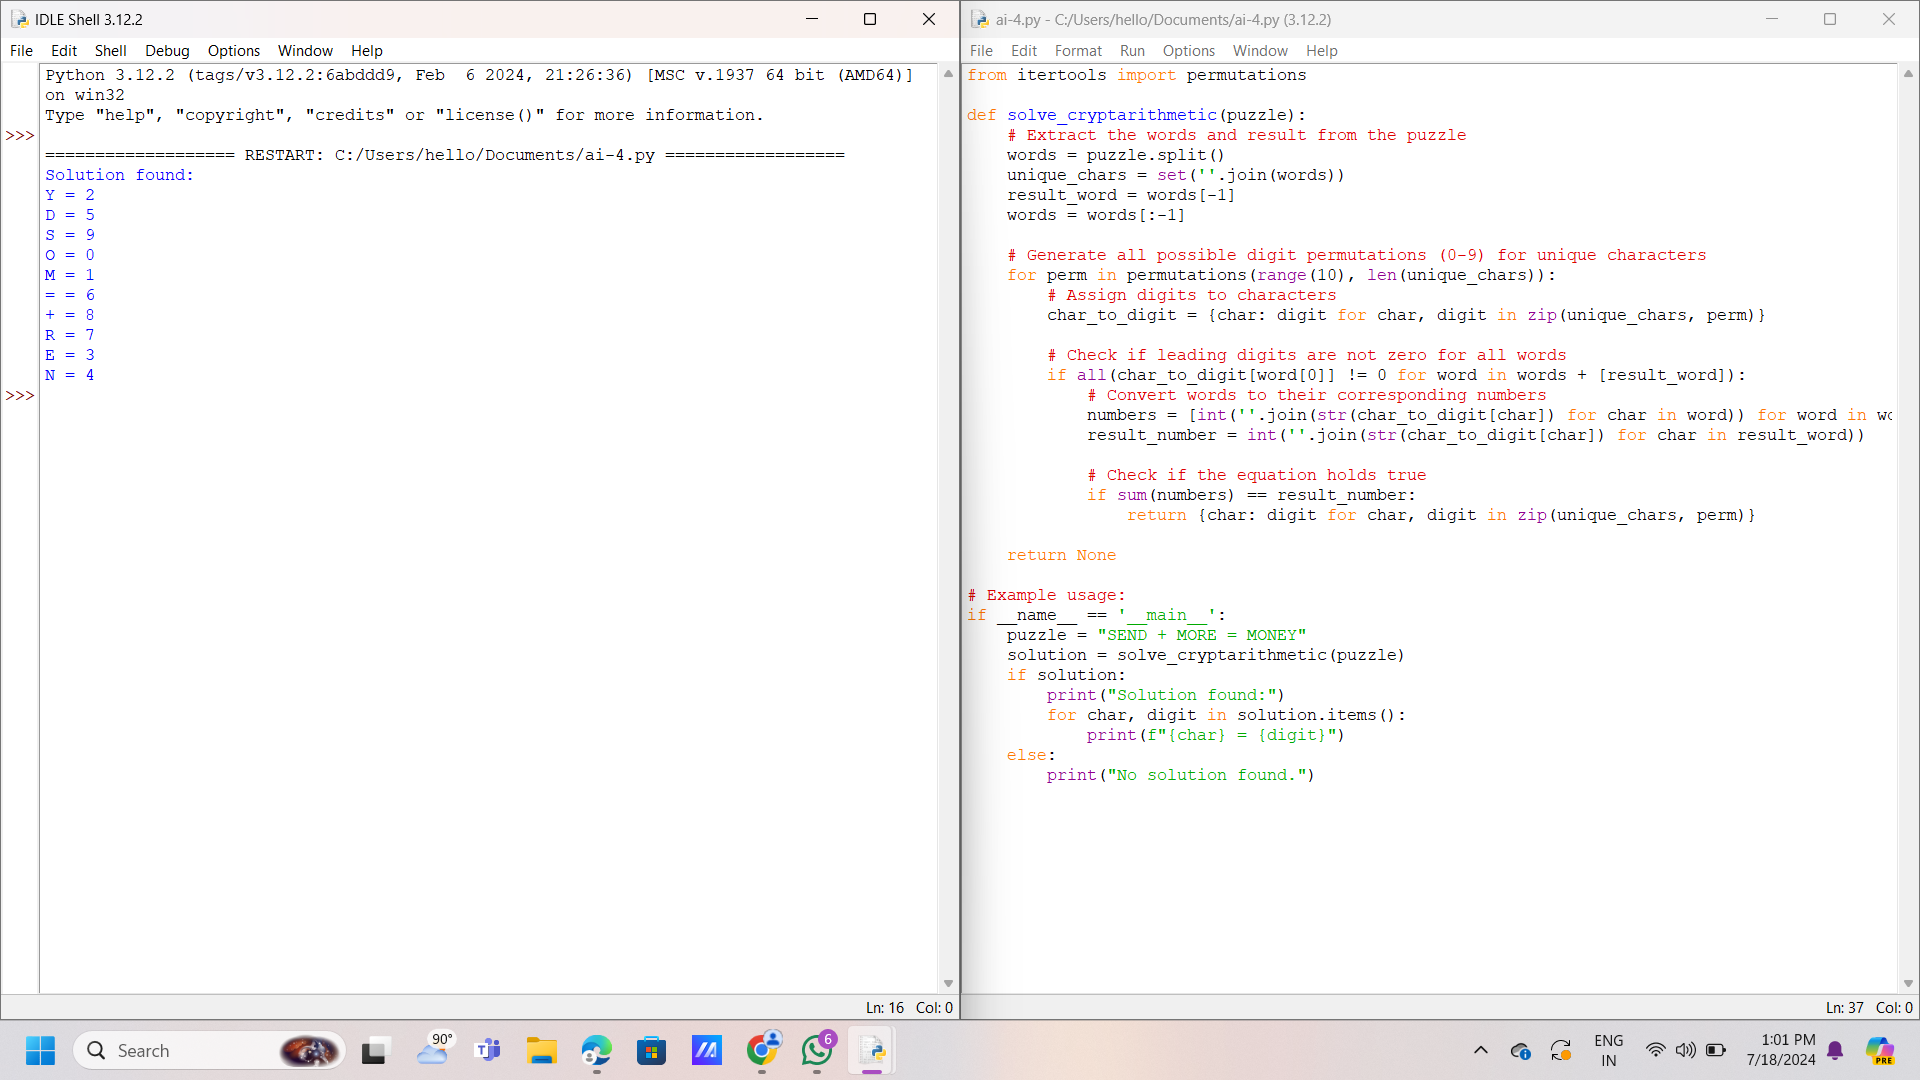 IDLE Shell 3.12.2
File Edit Shell Debug Options Window Help
Python 3.12.2 (tags/v3.12.2:6abddd9, Feb  6 2024, 21:26:36) [MSC v.1937 64 bit (AMD64)]
on win32
Type "help", "copyright", "credits" or "license()" for more information.
>>>
=================== RESTART: C:/Users/hello/Documents/ai-4.py ==================
Solution found:
Y = 2
D = 5
S = 9
O = 0
M = 1
= = 6
+ = 8
R = 7
E = 3
N = 4
>>>
Ln: 16 Col: 0
ai-4.py - C:/Users/hello/Documents/ai-4.py (3.12.2)
File Edit Format Run Options Window Help
from itertools import permutations
def solve_cryptarithmetic(puzzle):
    # Extract the words and result from the puzzle
    words = puzzle.split()
    unique_chars = set(''.join(words))
    result_word = words[-1]
    words = words[:-1]
    # Generate all possible digit permutations (0-9) for unique characters
    for perm in permutations(range(10), len(unique_chars)):
        # Assign digits to characters
        char_to_digit = {char: digit for char, digit in zip(unique_chars, perm)}
        # Check if leading digits are not zero for all words
        if all(char_to_digit[word[0]] != 0 for word in words + [result_word]):
            # Convert words to their corresponding numbers
            numbers = [int(''.join(str(char_to_digit[char]) for char in word)) for word in
            result_number = int(''.join(str(char_to_digit[char]) for char in result_word))
            # Check if the equation holds true
            if sum(numbers) == result_number:
                return {char: digit for char, digit in zip(unique_chars, perm)}
    return None
# Example usage:
if __name__ == '__main__':
    puzzle = "SEND + MORE = MONEY"
    solution = solve_cryptarithmetic(puzzle)
    if solution:
        print("Solution found:")
        for char, digit in solution.items():
            print(f"{char} = {digit}")
    else:
        print("No solution found.")
Ln: 37 Col: 0
Search
90°
6
ENG
IN
1:01 PM
7/18/2024
PRE